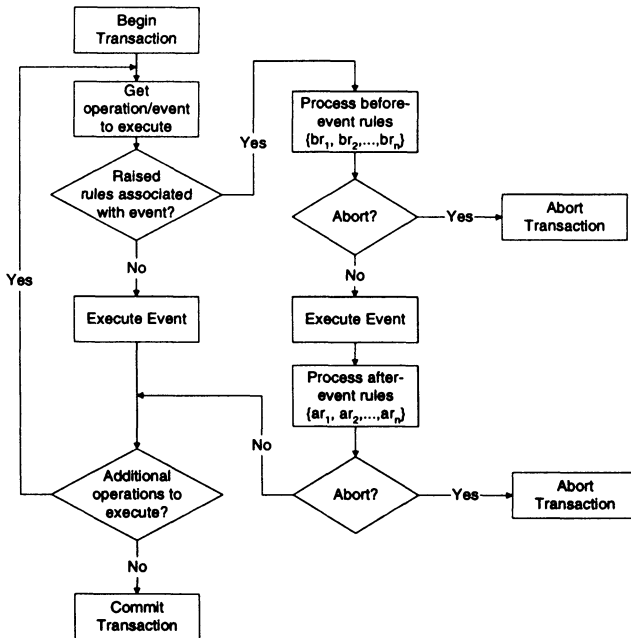 Begin
Transaction
Get
operation/event
to execute
Yes
Process before-
event rules
{br₁, br₂,...,brₙ}
Raised
rules associated
with event?
Abort?
Yes
Abort
Transaction
No
No
Yes
Execute Event
Execute Event
Process after-
event rules
{ar₁, ar₂,...,arₙ}
No
Additional
operations to
execute?
Abort?
Yes
Abort
Transaction
No
Commit
Transaction